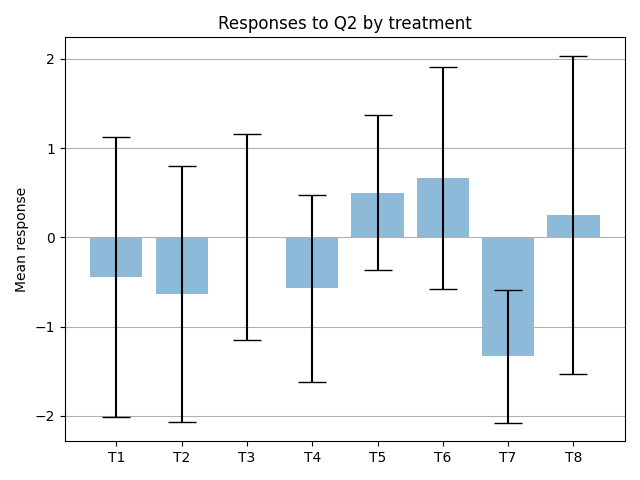 Responses to Q2 by treatment
Mean response
2
1
0
−1
−2
T1 T2 T3 T4 T5 T6 T7 T8